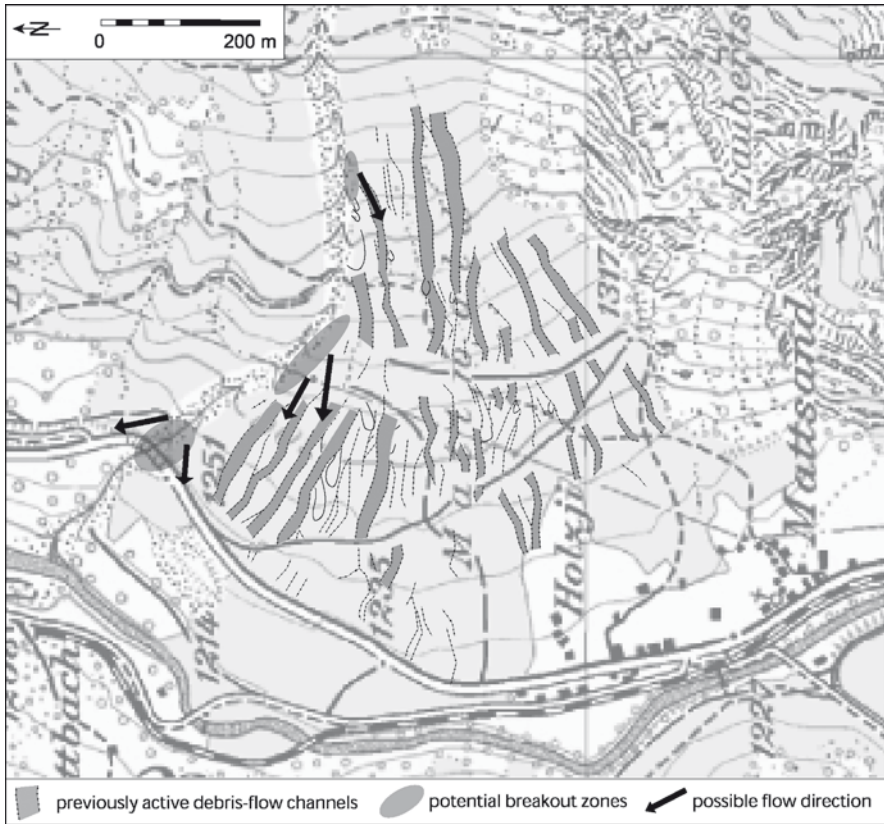 N
0 200 m
Mattsand
Holzji
1317
1251
1235
1214
1227
previously active debris-flow channels
potential breakout zones
possible flow direction